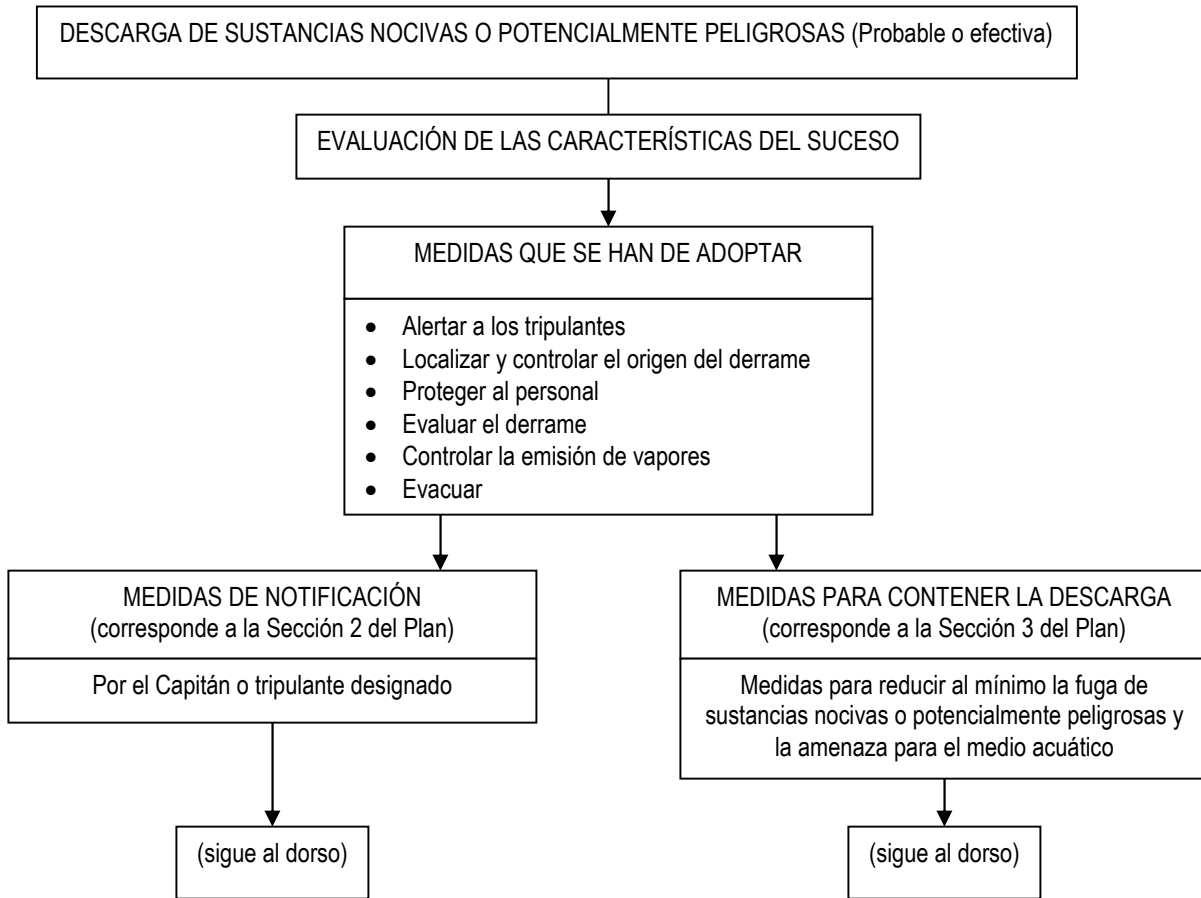 DESCARGA DE SUSTANCIAS NOCIVAS O POTENCIALMENTE PELIGROSAS (Probable o efectiva)
EVALUACIÓN DE LAS CARACTERÍSTICAS DEL SUCESO
MEDIDAS QUE SE HAN DE ADOPTAR
• Alertar a los tripulantes
• Localizar y controlar el origen del derrame
• Proteger al personal
• Evaluar el derrame
• Controlar la emisión de vapores
• Evacuar
MEDIDAS DE NOTIFICACIÓN
(corresponde a la Sección 2 del Plan)
Por el Capitán o tripulante designado
(sigue al dorso)
MEDIDAS PARA CONTENER LA DESCARGA
(corresponde a la Sección 3 del Plan)
Medidas para reducir al mínimo la fuga de
sustancias nocivas o potencialmente peligrosas y
la amenaza para el medio acuático
(sigue al dorso)